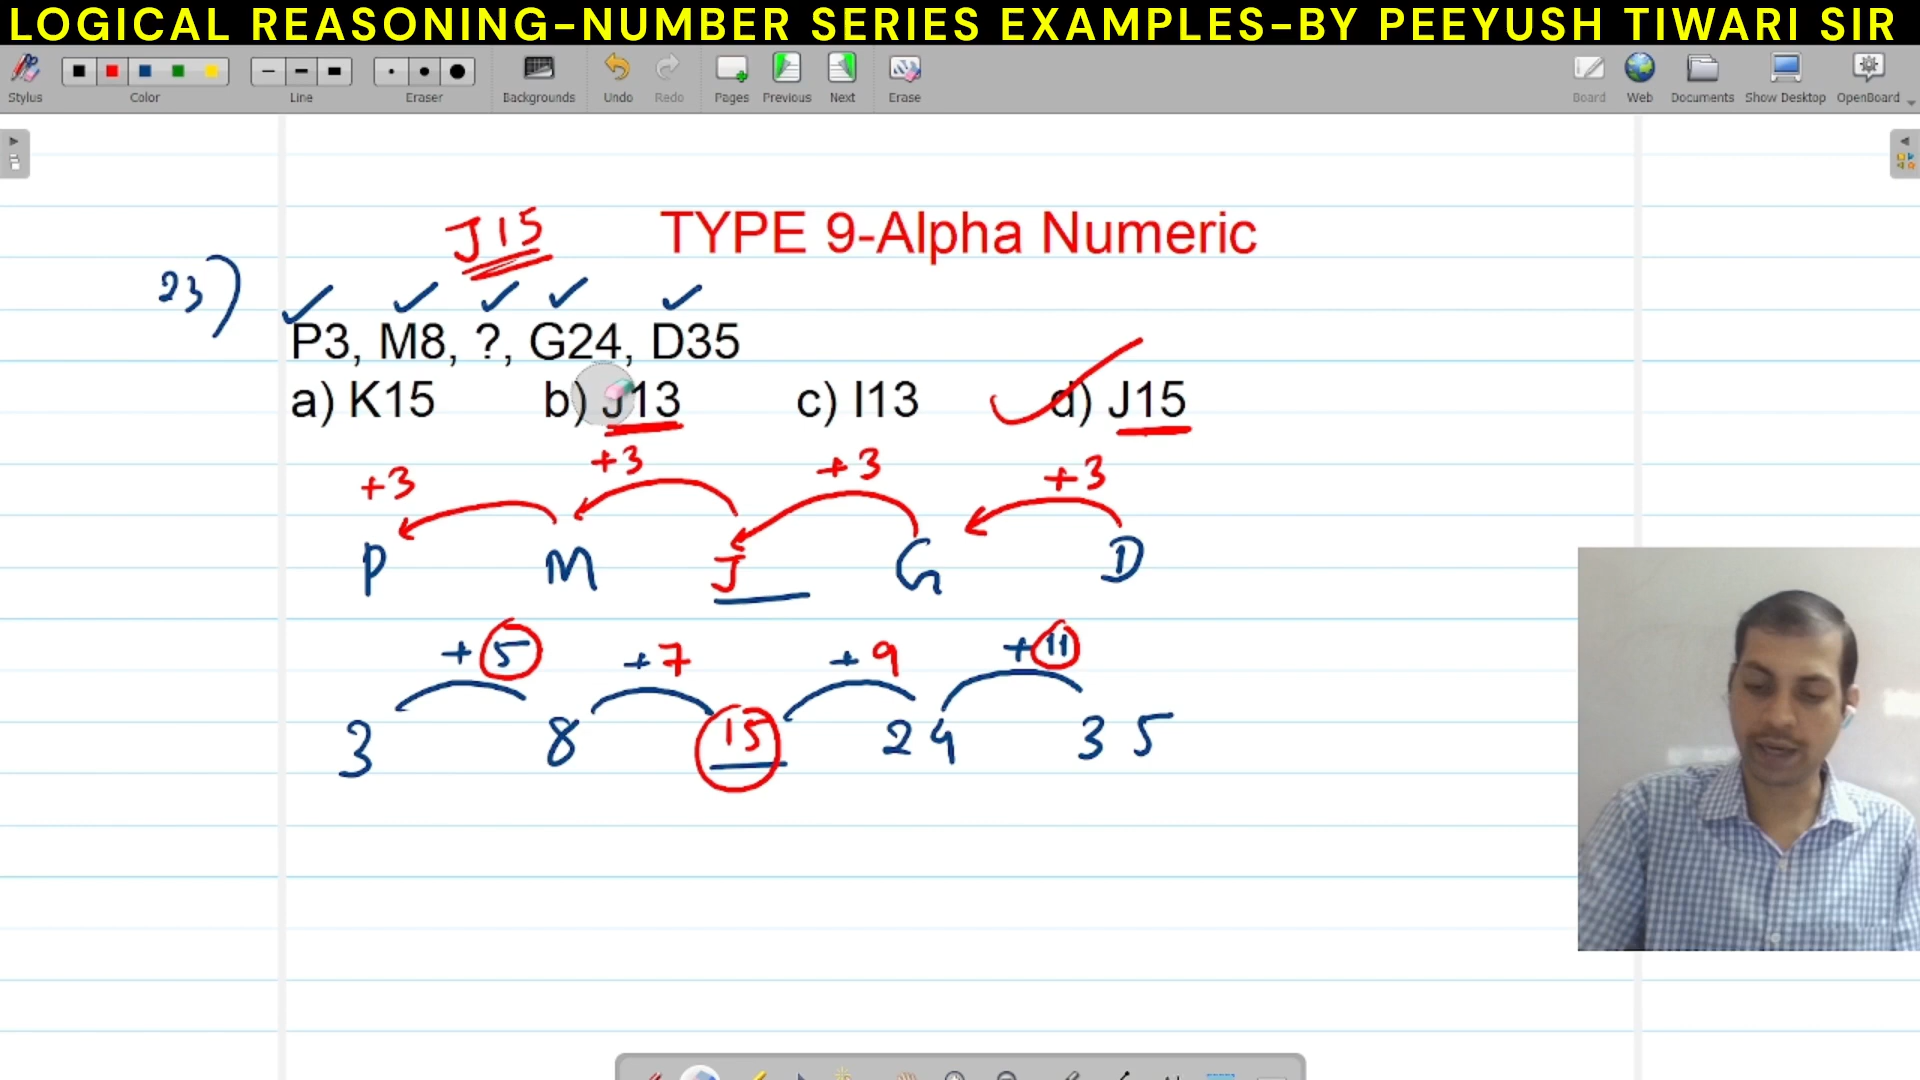 LOGICAL REASONING-NUMBER SERIES EXAMPLES-BY PEEYUSH TIWARI SIR
Stylus Color Line Eraser Backgrounds Undo Redo Pages Previous Next Erase Board Web Documents Show Desktop OpenBoard
J15 TYPE 9-Alpha Numeric
23)
P3, M8, ?, G24, D35
a) K15 b) J13 c) I13 d) J15
+3 +3 +3 +3
P M J G D
+5 +7 +9 +11
3 8 15 24 35